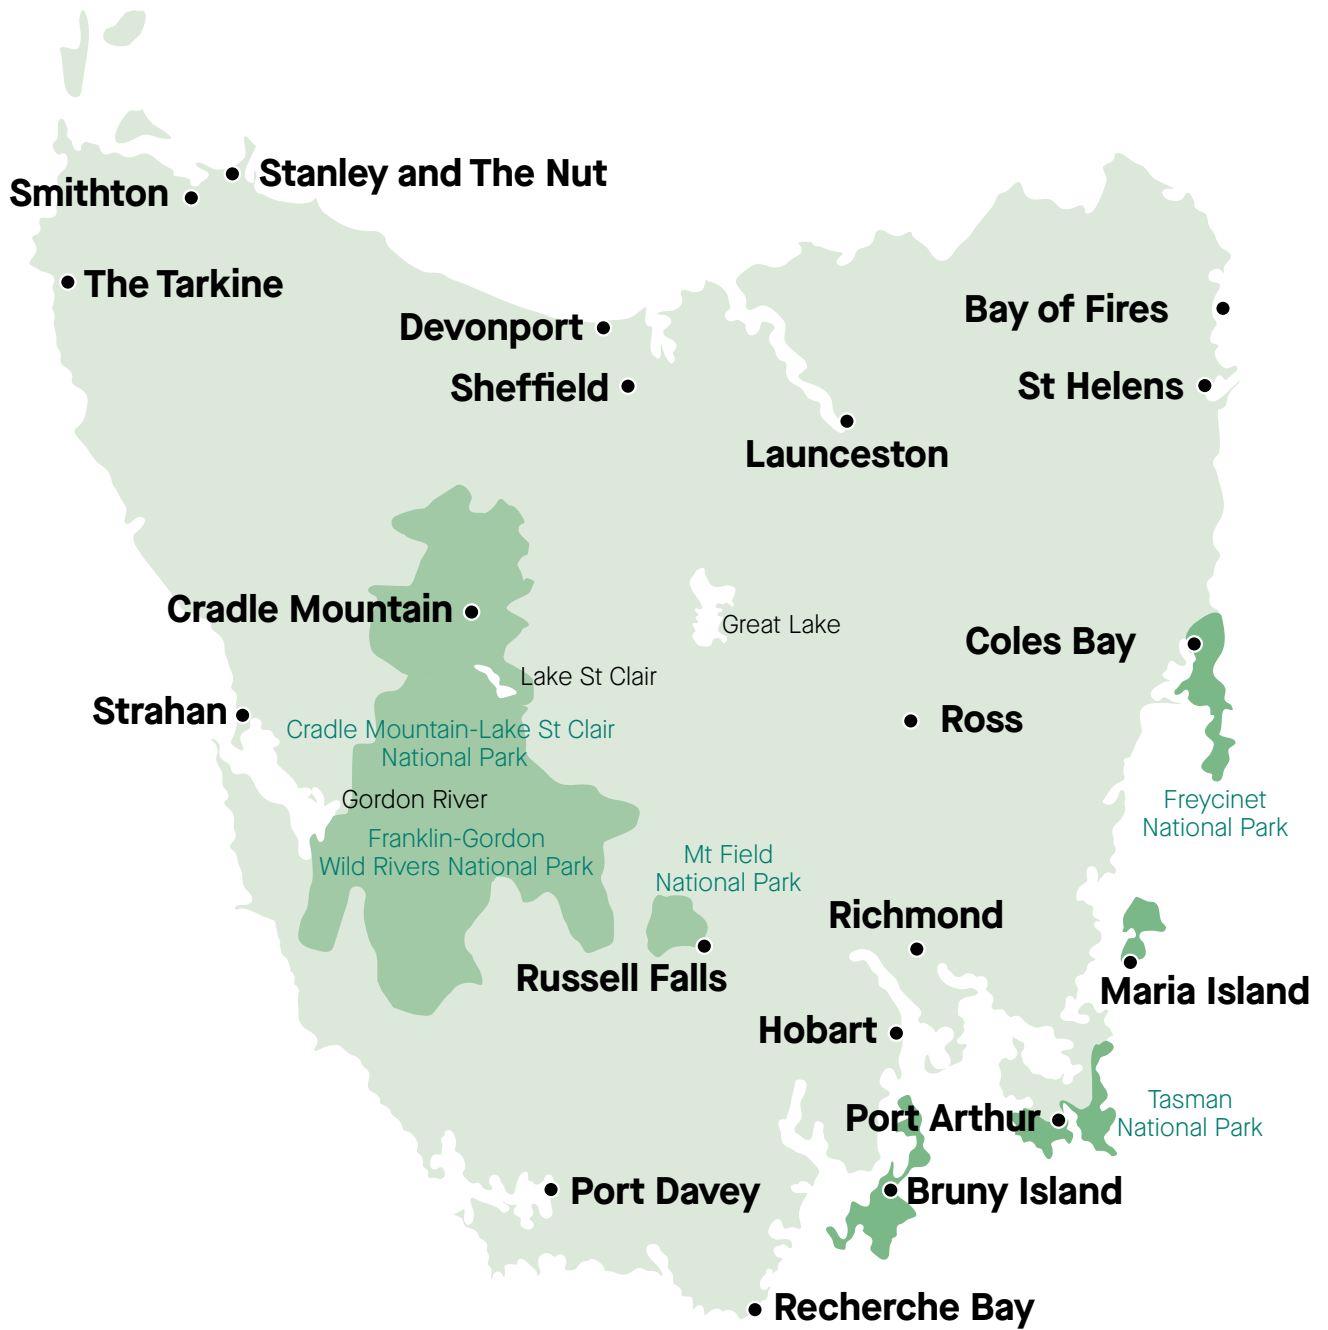 Stanley and The Nut
Smithton
The Tarkine
Bay of Fires
Devonport
Sheffield
St Helens
Launceston
Cradle Mountain
Great Lake
Coles Bay
Lake St Clair
Strahan
Ross
Cradle Mountain-Lake St Clair
National Park
Gordon River
Freycinet
National Park
Franklin-Gordon
Wild Rivers National Park
Mt Field
National Park
Richmond
Russell Falls
Maria Island
Hobart
Port Arthur
Tasman
National Park
Port Davey
Bruny Island
Recherche Bay